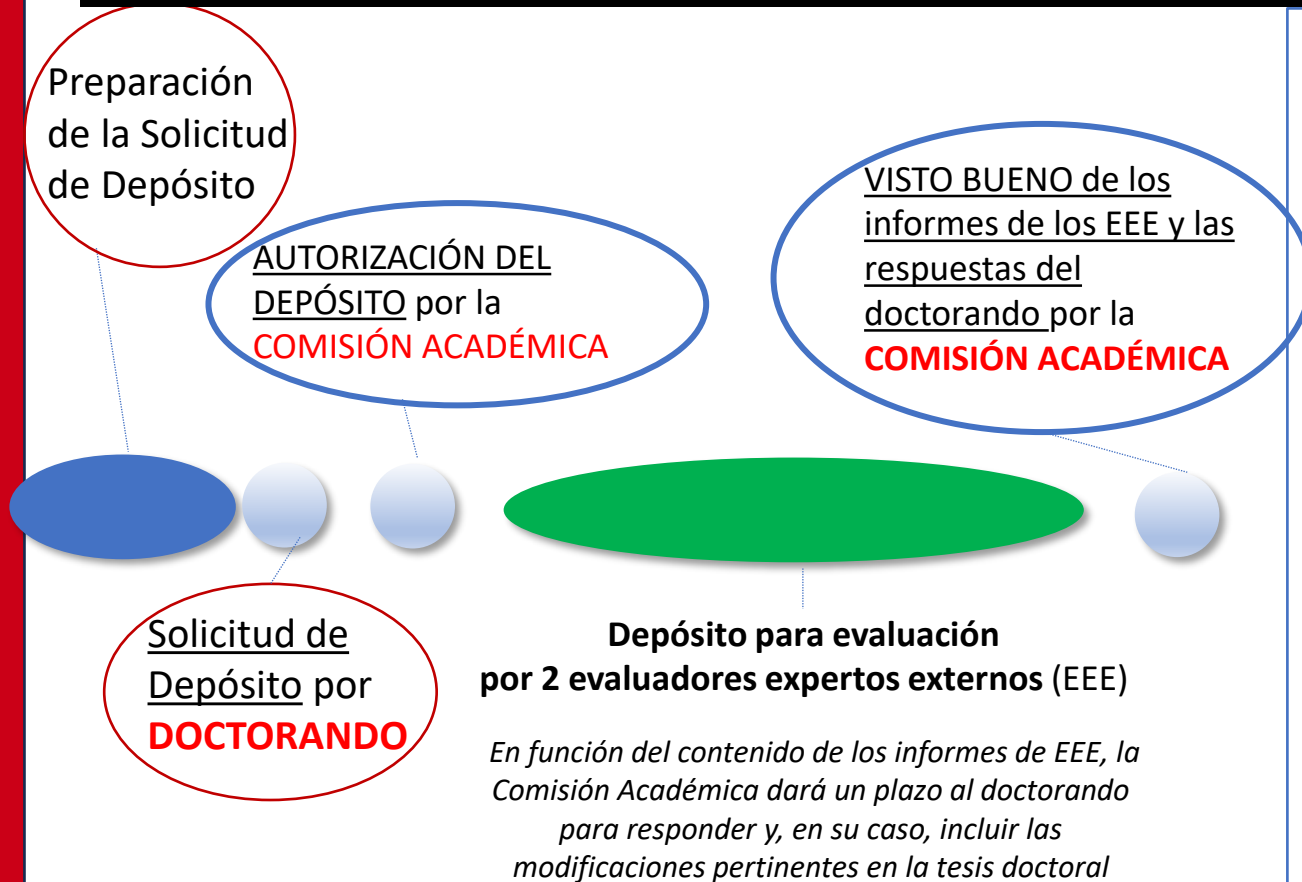 Preparación
de la Solicitud
de Depósito
AUTORIZACIÓN DEL
DEPÓSITO por la
COMISIÓN ACADÉMICA
VISTO BUENO de los
informes de los EEE y las
respuestas del
doctorando por la
COMISIÓN ACADÉMICA
Solicitud de
Depósito por
DOCTORANDO
Depósito para evaluación
por 2 evaluadores expertos externos (EEE)
En función del contenido de los informes de EEE, la
Comisión Académica dará un plazo al doctorando
para responder y, en su caso, incluir las
modificaciones pertinentes en la tesis doctoral